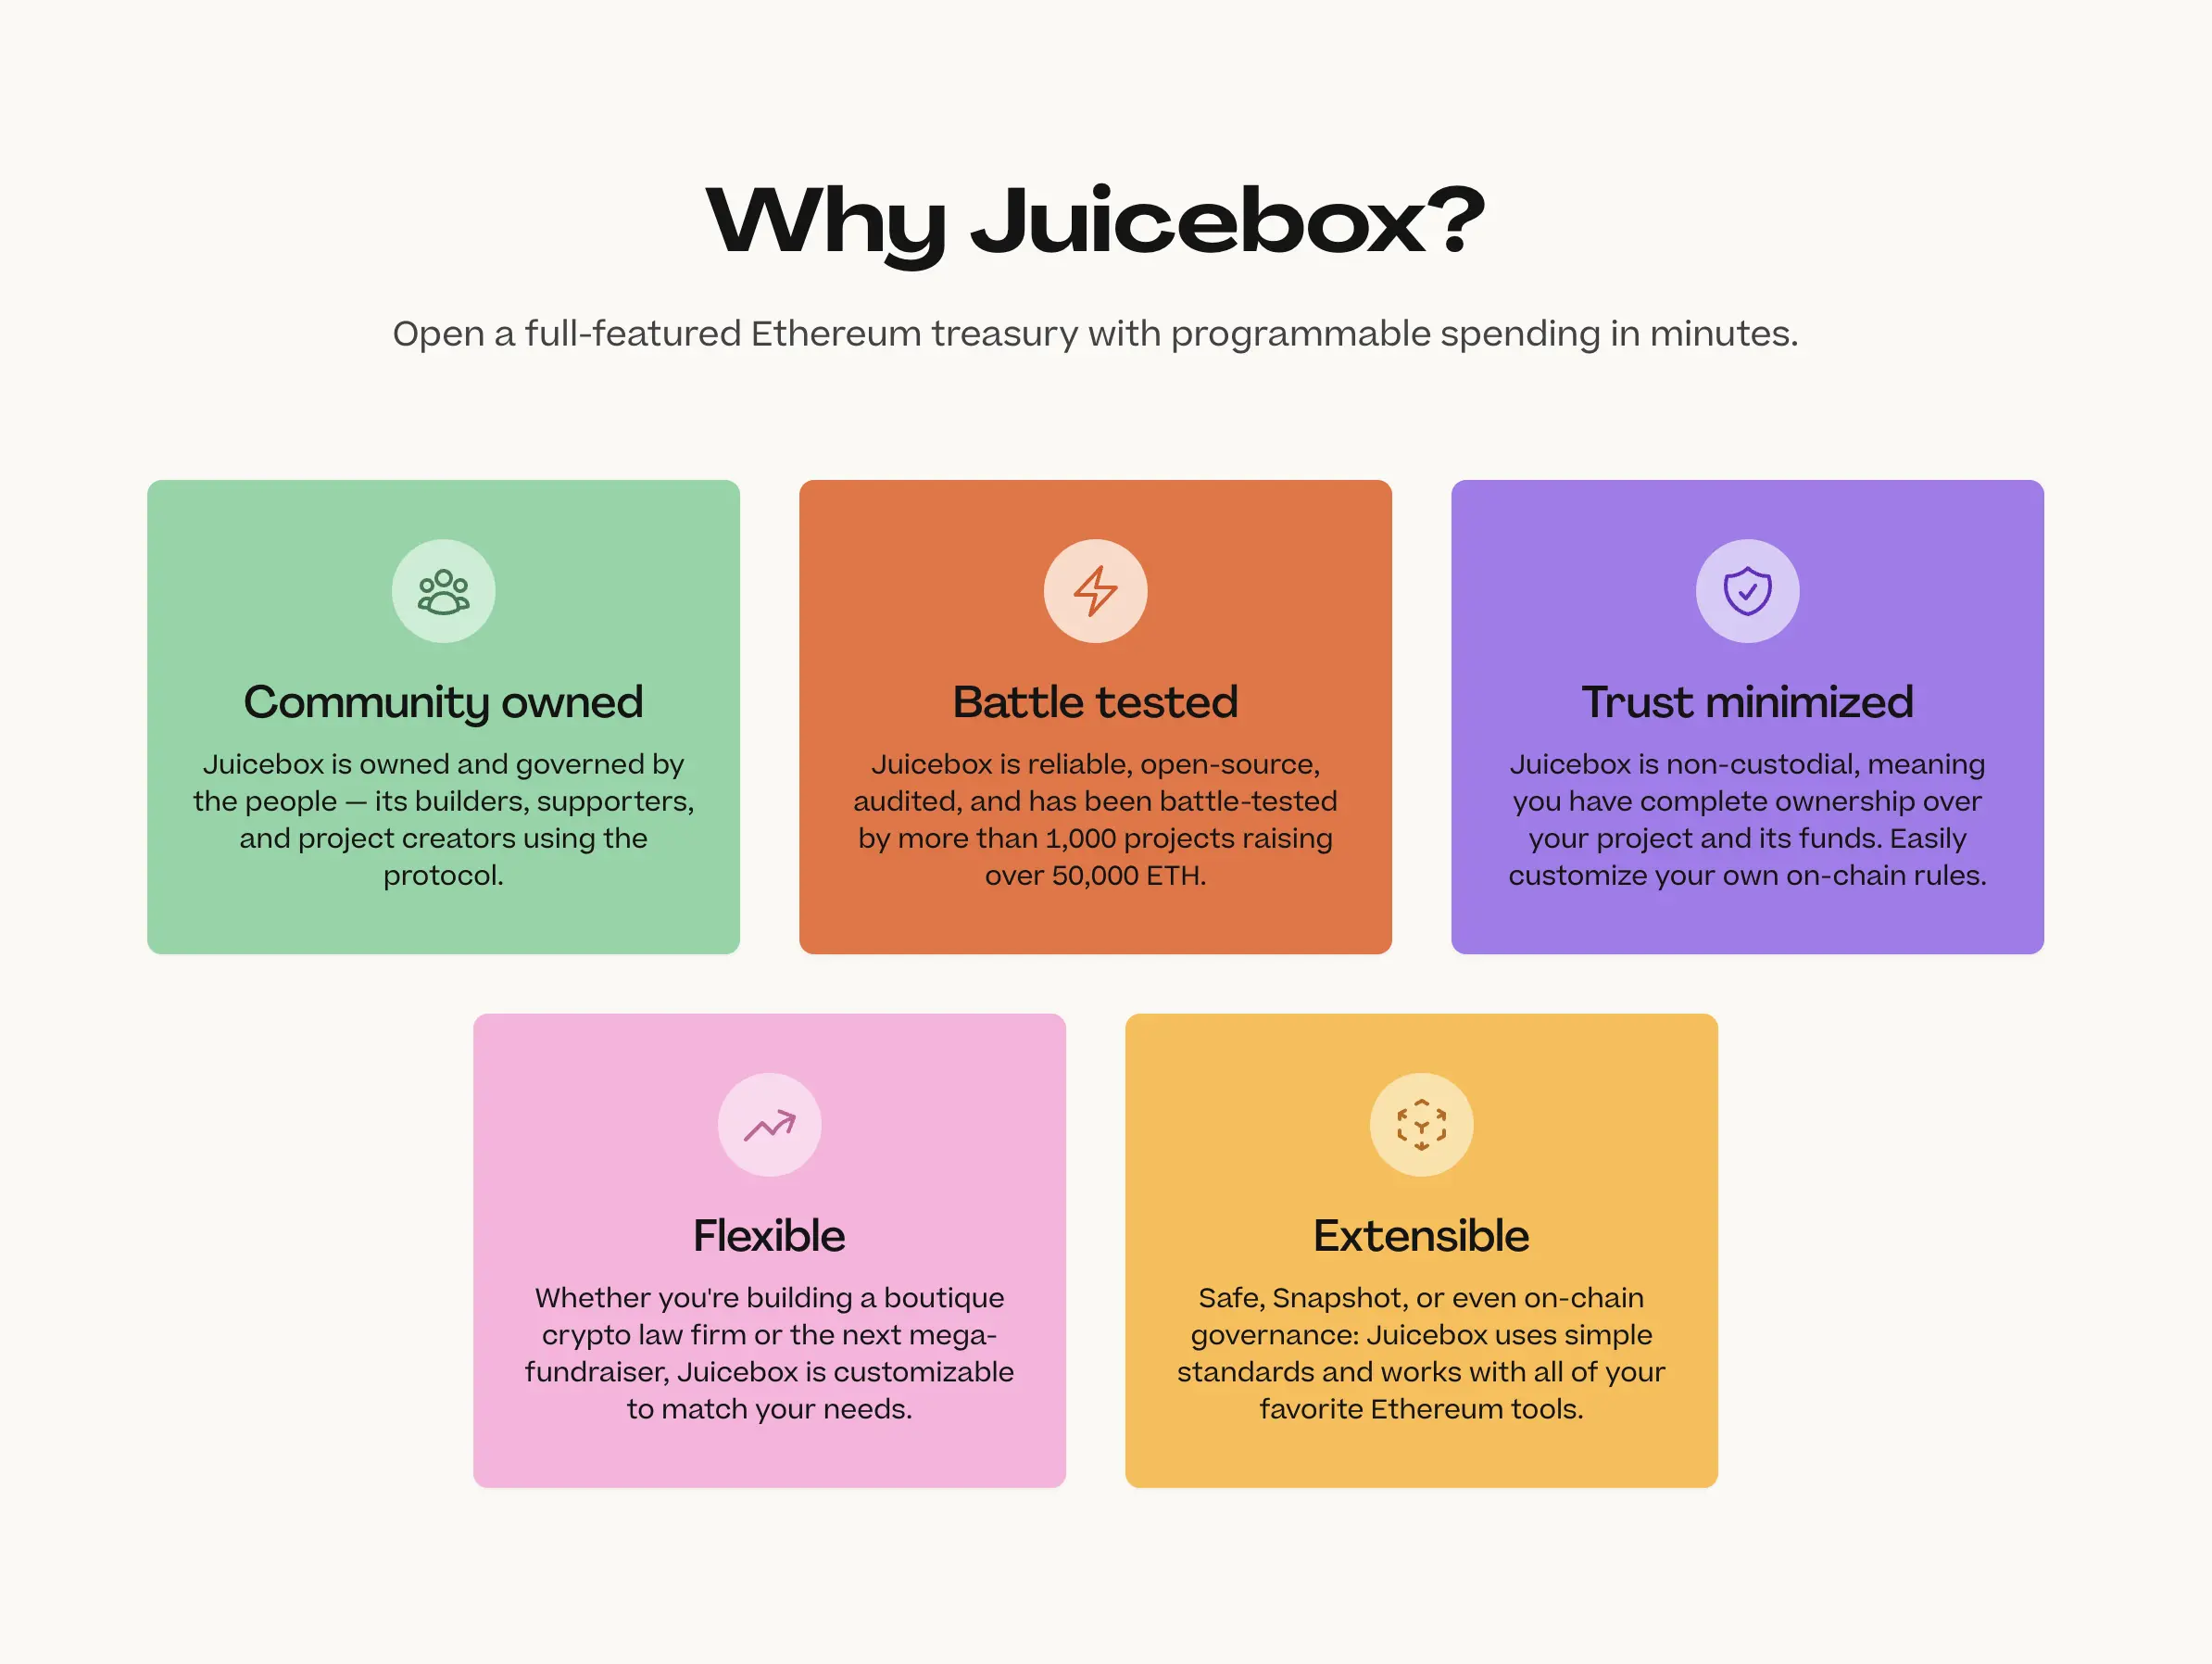 Why Juicebox?
Open a full-featured Ethereum treasury with programmable spending in minutes.
Community owned
Juicebox is owned and governed by
the people — its builders, supporters,
and project creators using the
protocol.
Battle tested
Juicebox is reliable, open-source,
audited, and has been battle-tested
by more than 1,000 projects raising
over 50,000 ETH.
Trust minimized
Juicebox is non-custodial, meaning
you have complete ownership over
your project and its funds. Easily
customize your own on-chain rules.
Flexible
Whether you're building a boutique
crypto law firm or the next mega-
fundraiser, Juicebox is customizable
to match your needs.
Extensible
Safe, Snapshot, or even on-chain
governance: Juicebox uses simple
standards and works with all of your
favorite Ethereum tools.